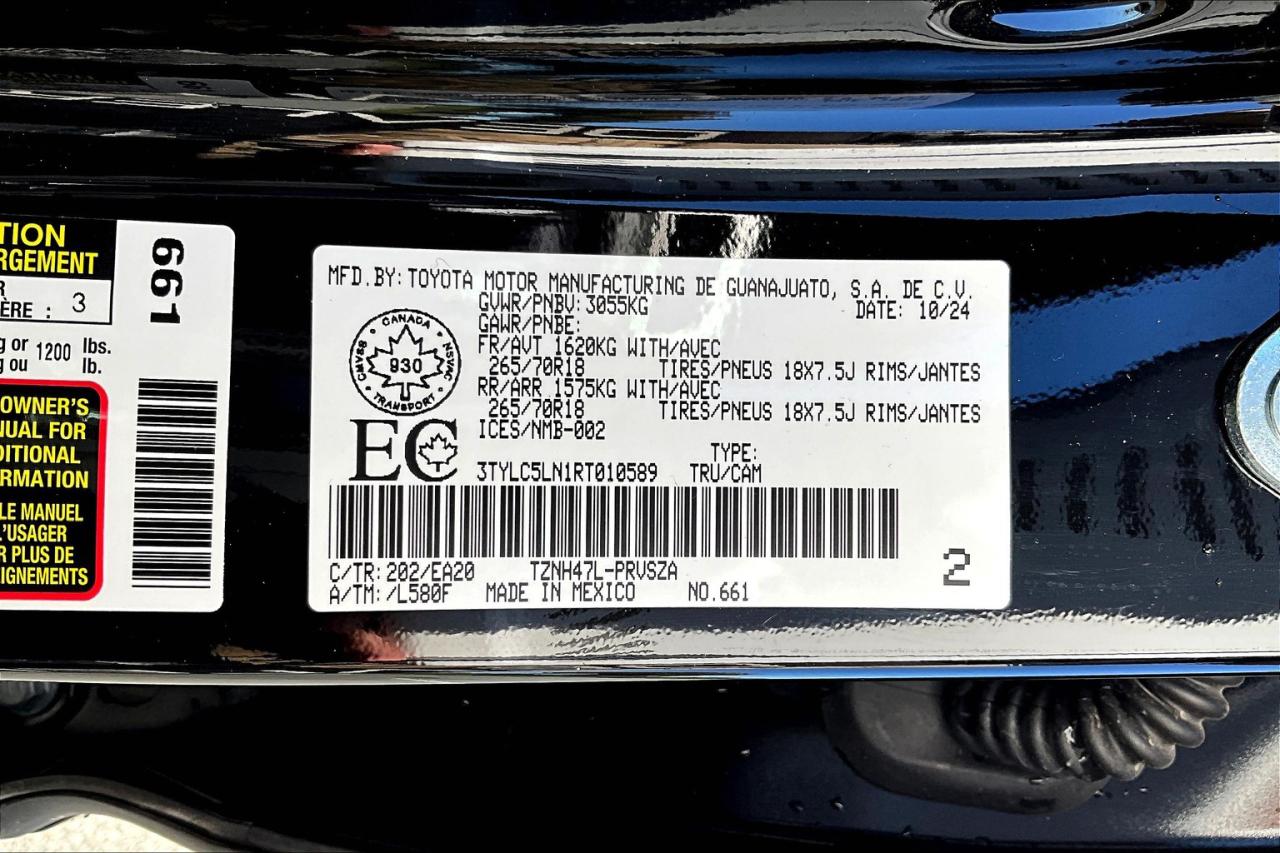 TION
RGEMENT
R
ÈRE : 3
g or 1200 lbs.
g ou lb.
OWNER'S
NUAL FOR
DITIONAL
ORMATION
LE MANUEL
L'USAGER
R PLUS DE
EIGNEMENTS
661
MFD.BY:TOYOTA MOTOR MANUFACTURING DE GUANAJUATO, S.A. DE C.V.
GVWR/PNBV:3055KG DATE: 10/24
GAWR/PNBE:
FR/AVT 1620KG WITH/AVEC
265/70R18 TIRES/PNEUS 18X7.5J RIMS/JANTES
RR/ARR 1575KG WITH/AVEC
265/70R18 TIRES/PNEUS 18X7.5J RIMS/JANTES
ICES/NMB-002
CANADA
CMVSS
930
NSVAC
TRANSPORT
EC
TYPE:
3TYLC5LN1RT010589 TRU/CAM
C/TR:202/EA20 TZNH47L-PRVSZA
A/TM:/L580F MADE IN MEXICO NO.661
2